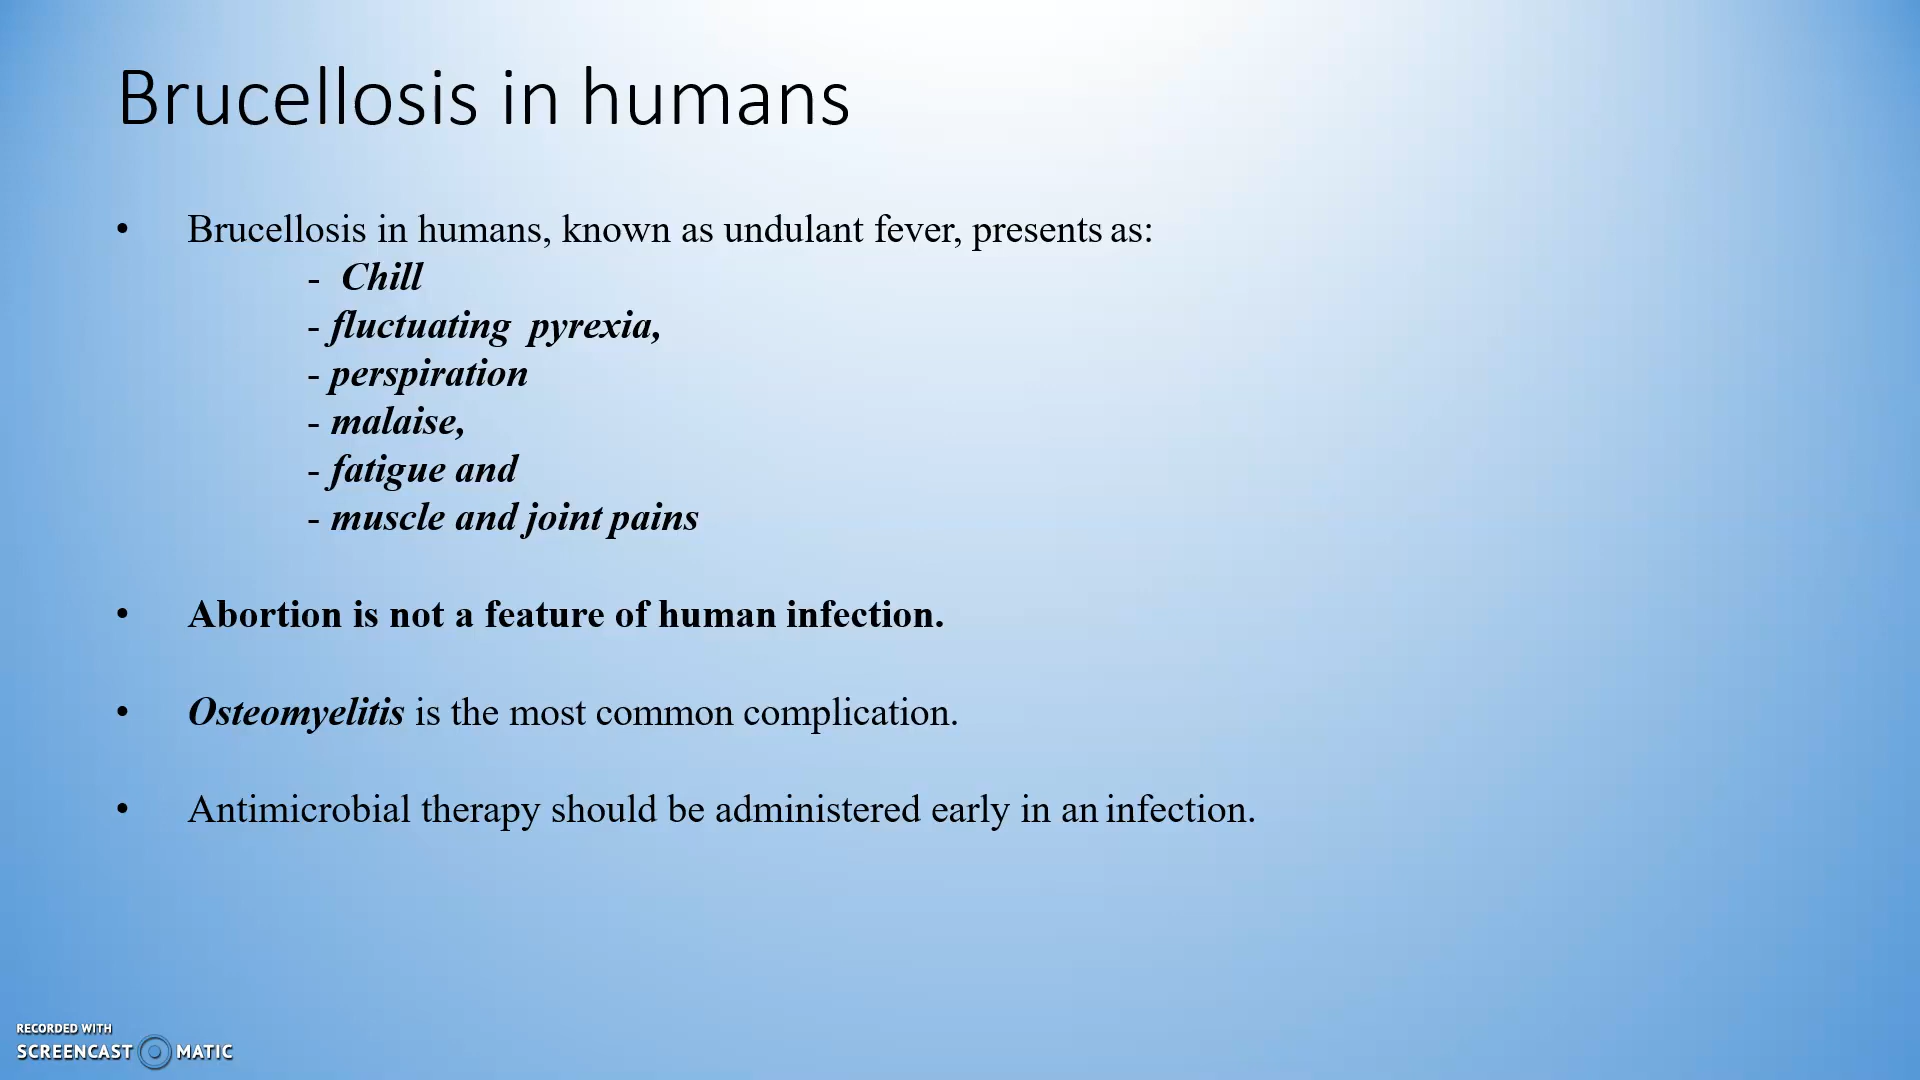 Brucellosis in humans
• Brucellosis in humans, known as undulant fever, presents as:
- Chill
- fluctuating pyrexia,
- perspiration
- malaise,
- fatigue and
- muscle and joint pains
• Abortion is not a feature of human infection.
• Osteomyelitis is the most common complication.
• Antimicrobial therapy should be administered early in an infection.
RECORDED WITH
SCREENCAST MATIC